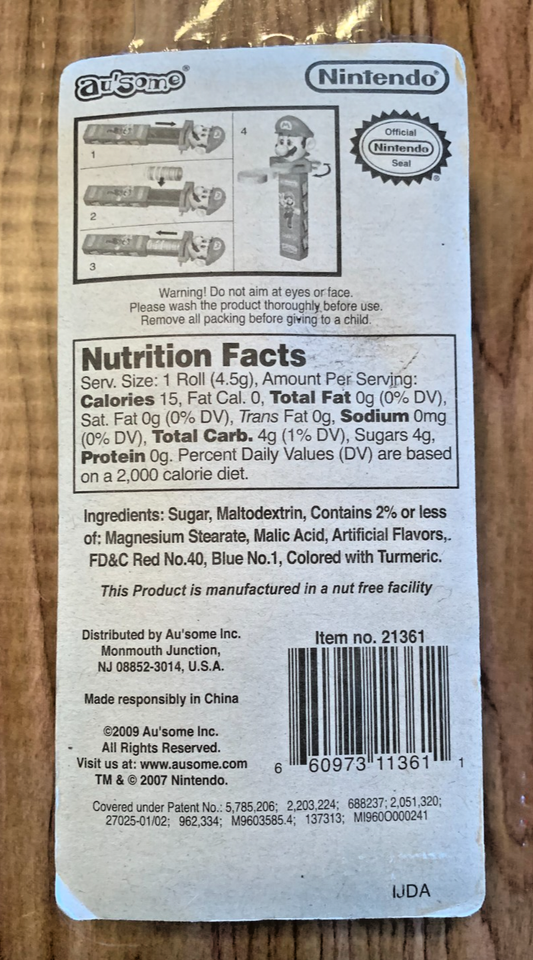 au'some®
Nintendo®
1
2
3
4
Official
Nintendo
Seal
®
Warning! Do not aim at eyes or face.
Please wash the product thoroughly before use.
Remove all packing before giving to a child.
Nutrition Facts
Serv. Size: 1 Roll (4.5g), Amount Per Serving:
Calories 15, Fat Cal. 0, Total Fat 0g (0% DV),
Sat. Fat 0g (0% DV), Trans Fat 0g, Sodium 0mg
(0% DV), Total Carb. 4g (1% DV), Sugars 4g,
Protein 0g. Percent Daily Values (DV) are based
on a 2,000 calorie diet.
Ingredients: Sugar, Maltodextrin, Contains 2% or less
of: Magnesium Stearate, Malic Acid, Artificial Flavors,.
FD&C Red No.40, Blue No.1, Colored with Turmeric.
This Product is manufactured in a nut free facility
Distributed by Au'some Inc.
Monmouth Junction,
NJ 08852-3014, U.S.A.
Made responsibly in China
©2009 Au'some Inc.
All Rights Reserved.
Visit us at: www.ausome.com
TM & © 2007 Nintendo.
Item no. 21361
6 60973 11361 1
Covered under Patent No.: 5,785,206; 2,203,224; 688237; 2,051,320;
27025-01/02; 962,334; M9603585.4; 137313; MI96O000241
IJDA